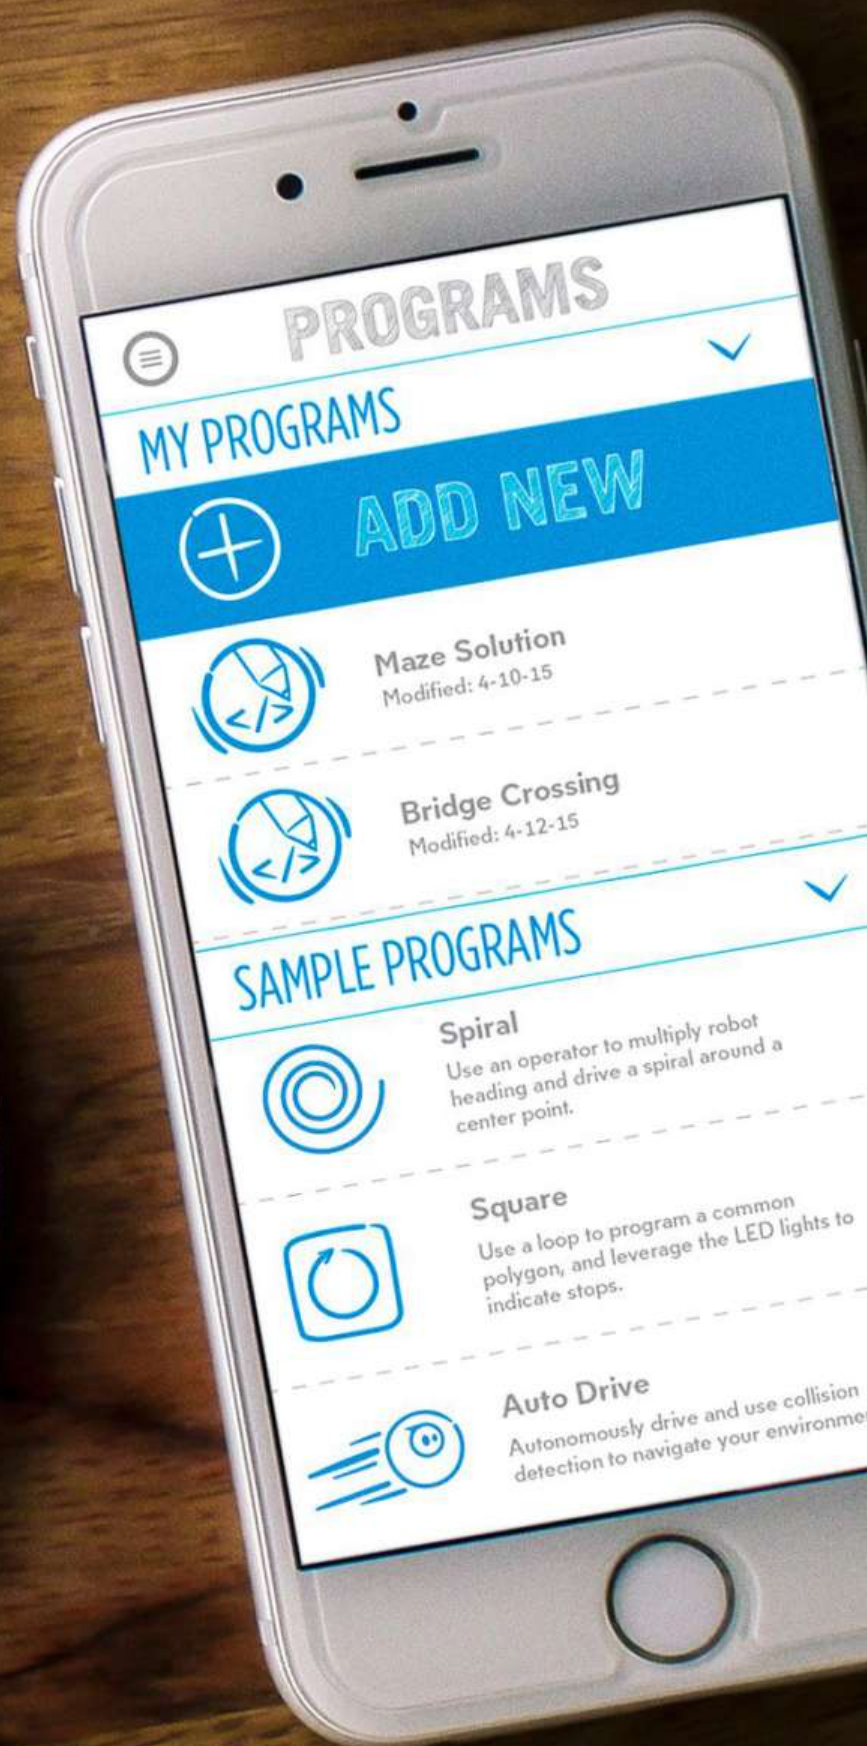 PROGRAMS
MY PROGRAMS
ADD NEW
Maze Solution
Modified: 4-10-15
</>
Bridge Crossing
Modified: 4-12-15
</>
SAMPLE PROGRAMS
Spiral
Use an operator to multiply robot
heading and drive a spiral around a
center point.
Square
Use a loop to program a common
polygon, and leverage the LED lights to
indicate stops.
Auto Drive
Autonomously drive and use collision
detection to navigate your